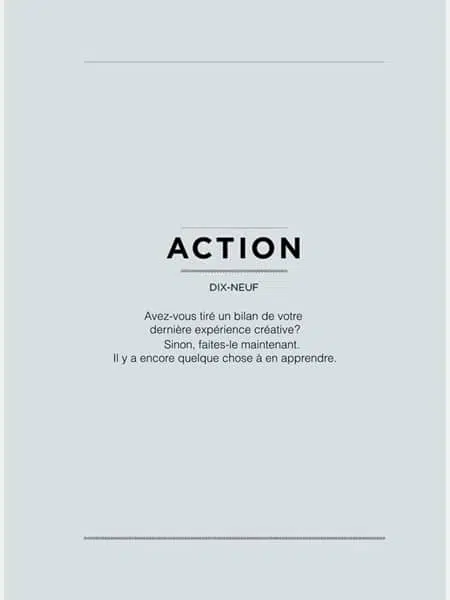 ACTION
DIX-NEUF
Avez-vous tiré un bilan de votre
dernière expérience créative?
Sinon, faites-le maintenant.
Il y a encore quelque chose à en apprendre.